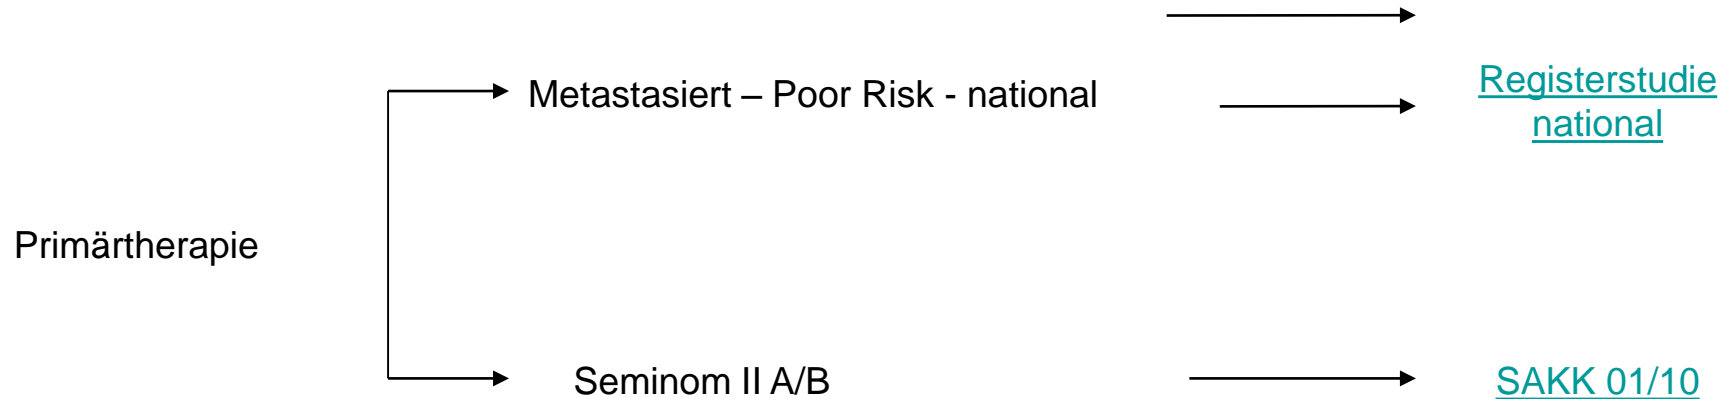 Metastasiert – Poor Risk - national
Registerstudie
national
Primärtherapie
Seminom II A/B
SAKK 01/10